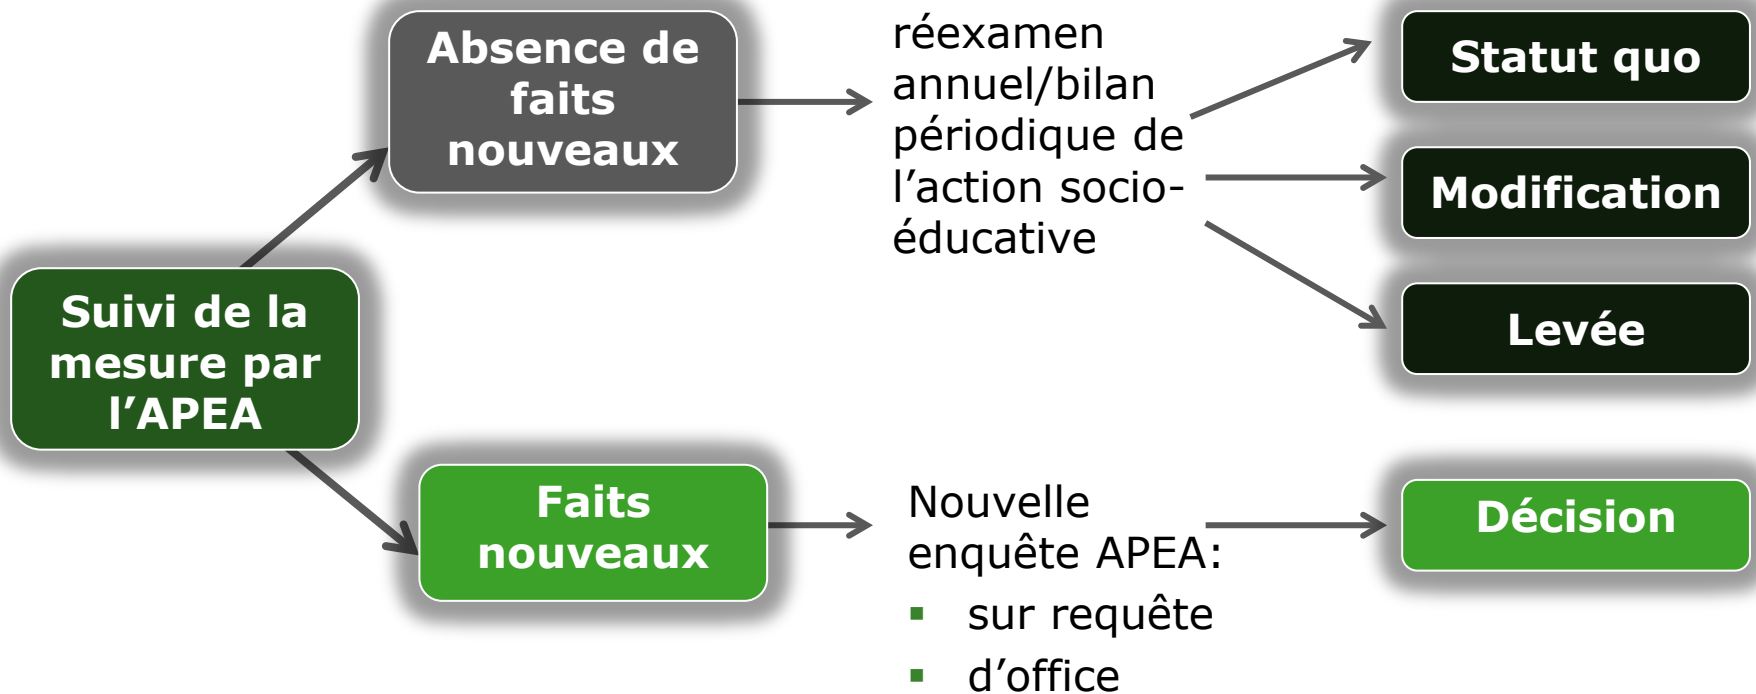 Absence de
faits
nouveaux
réexamen
annuel/bilan
périodique de
l’action socio-
éducative
Statut quo
Modification
Levée
Suivi de la
mesure par
l’APEA
Faits
nouveaux
Nouvelle
enquête APEA:
▪ sur requête
▪ d’office
Décision